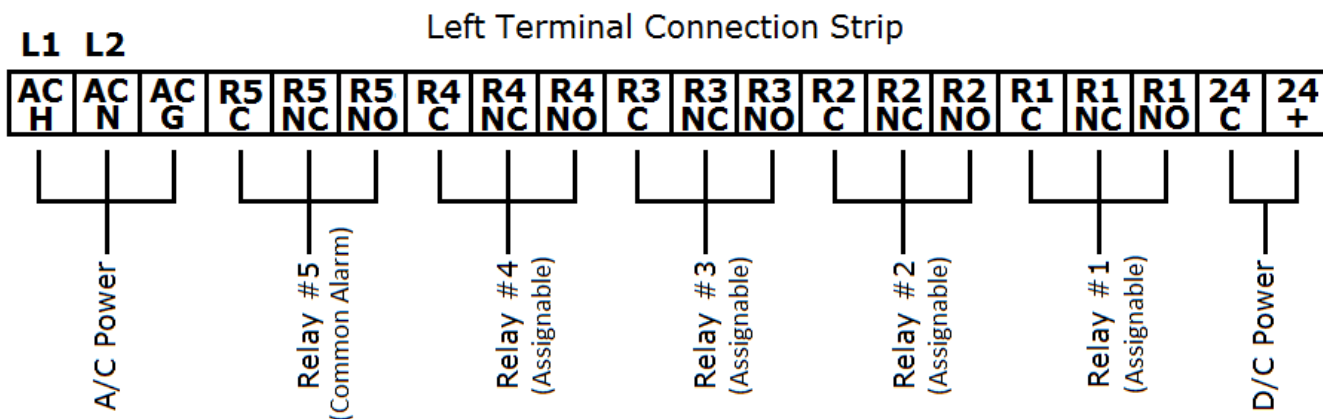 Left Terminal Connection Strip
L1 L2
AC H
AC N
AC G
R5 C
R5 NC
R5 NO
R4 C
R4 NC
R4 NO
R3 C
R3 NC
R3 NO
R2 C
R2 NC
R2 NO
R1 C
R1 NC
R1 NO
24 C
24 +
A/C Power
Relay #5
(Common Alarm)
Relay #4
(Assignable)
Relay #3
(Assignable)
Relay #2
(Assignable)
Relay #1
(Assignable)
D/C Power